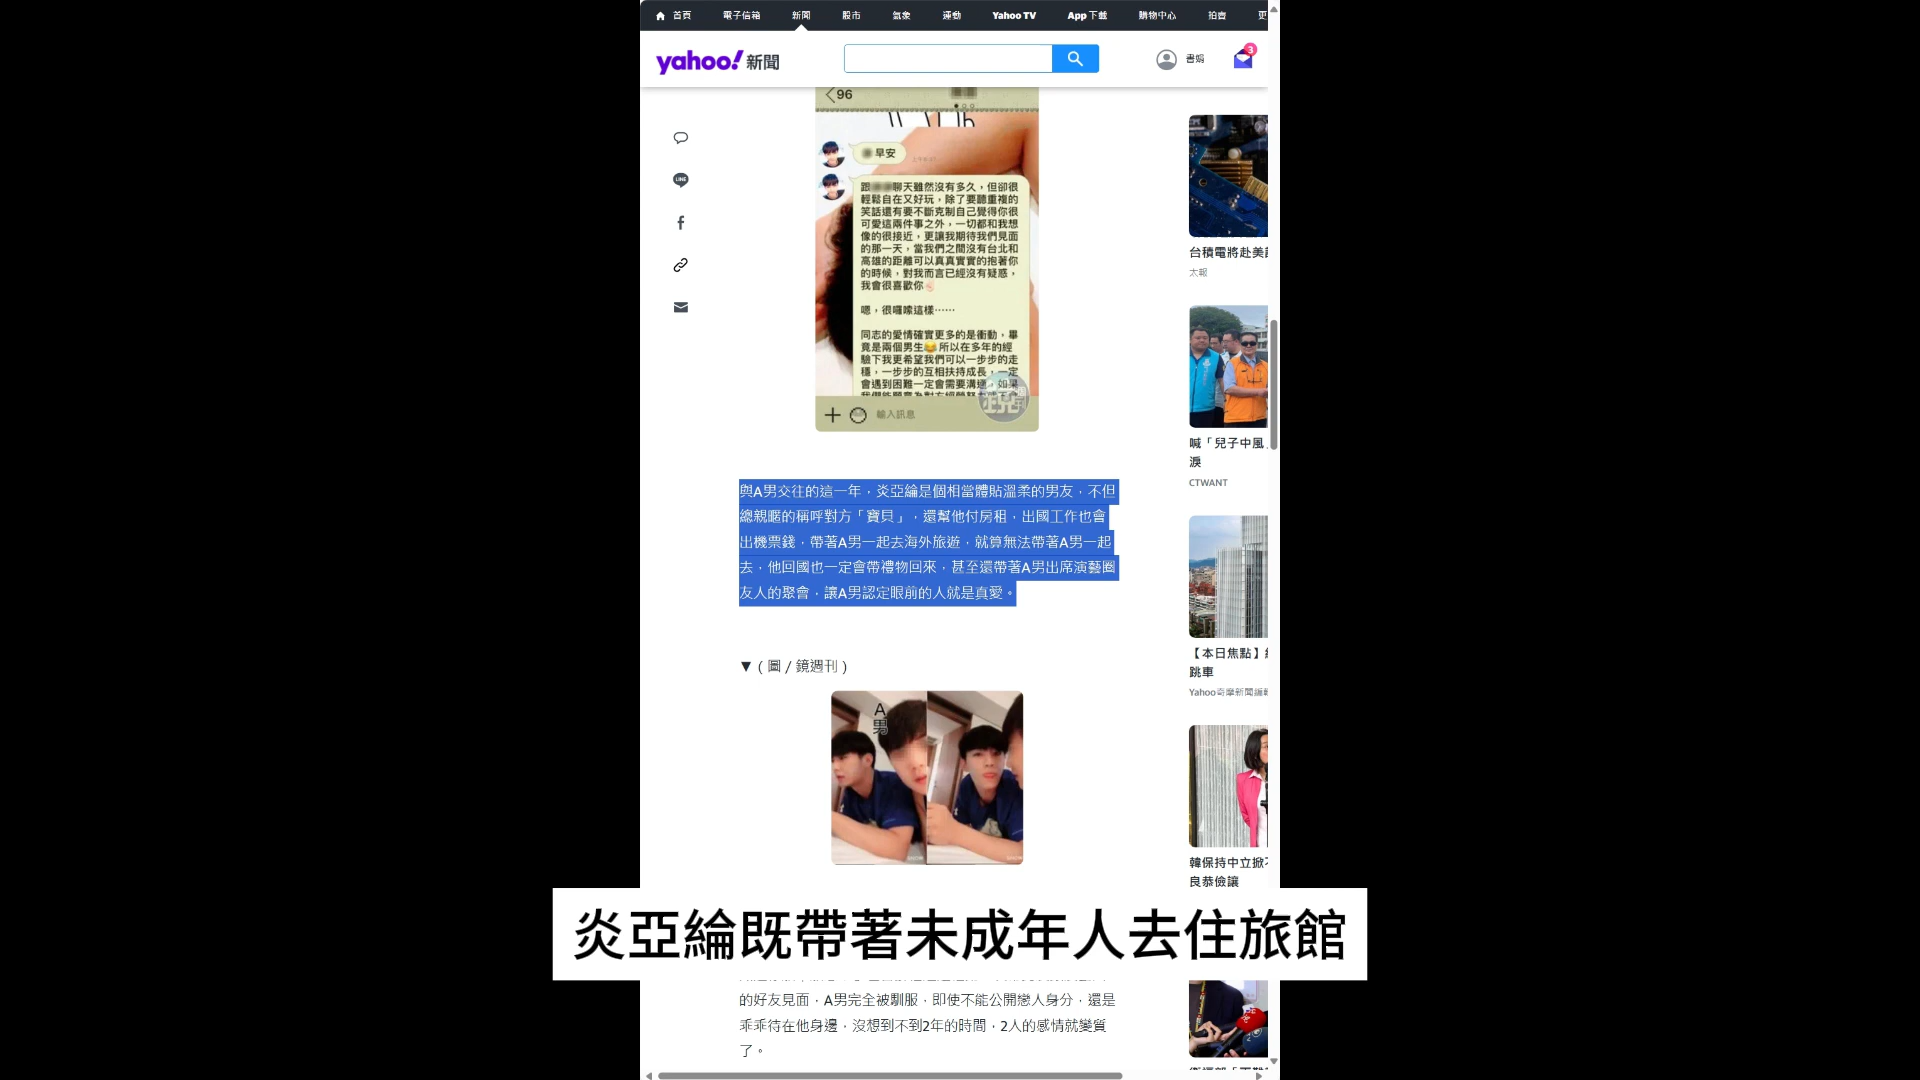 首頁 電子信箱 新聞 股市 氣象 運動 Yahoo TV App 下載 購物中心 拍賣 更
yahoo!新聞
書娟
3
96
早安
跟 聊天雖然沒有多久，但卻很
輕鬆自在又好玩，除了要聽重複的
笑話還有要不斷克制自己覺得你很
可愛這兩件事之外，一切都和我想
像的很接近，更讓我期待我們見面
的那一天，當我們之間沒有台北和
高雄的距離可以真真實實的抱著你
的時候，對我而言已經沒有疑惑，
我會很喜歡你
嗯，很囉嗦這樣⋯⋯
同志的愛情確實更多的是衝動，畢
竟是兩個男生😂所以在多年的經
驗下我更希望我們可以一步步的走
穩，一步步的互相扶持成長，一定
會遇到困難一定會需要溝通，如果
輸入訊息
與A男交往的這一年，炎亞綸是個相當體貼溫柔的男友，不但
總親暱的稱呼對方「寶貝」，還幫他付房租，出國工作也會
出機票錢，帶著A男一起去海外旅遊，就算無法帶著A男一起
去，他回國也一定會帶禮物回來，甚至還帶著A男出席演藝圈
友人的聚會，讓A男認定眼前的人就是真愛。
▼ ( 圖 / 鏡週刊 )
A
男
炎亞綸既帶著未成年人去住旅館
的好友見面，A男完全被馴服，即使不能公開戀人身分，還是
乖乖待在他身邊，沒想到不到2年的時間，2人的感情就變質
了。
台積電將赴美
太報
喊「兒子中風
淚
CTWANT
【本日焦點】
跳車
Yahoo奇摩新聞編輯
韓保持中立掀
良恭儉讓